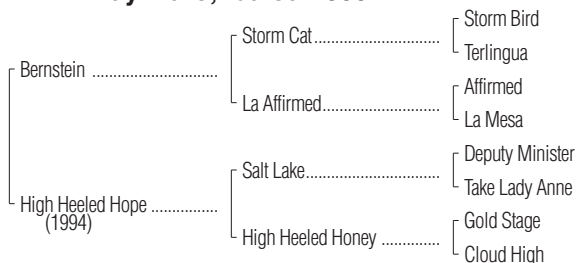 Storm Bird
Storm Cat................................
Terlingua
Bernstein ................................
Affirmed
La Affirmed..............................
La Mesa
Deputy Minister
Salt Lake..................................
Take Lady Anne
High Heeled Hope .................
(1994)
Gold Stage
High Heeled Honey ..............
Cloud High